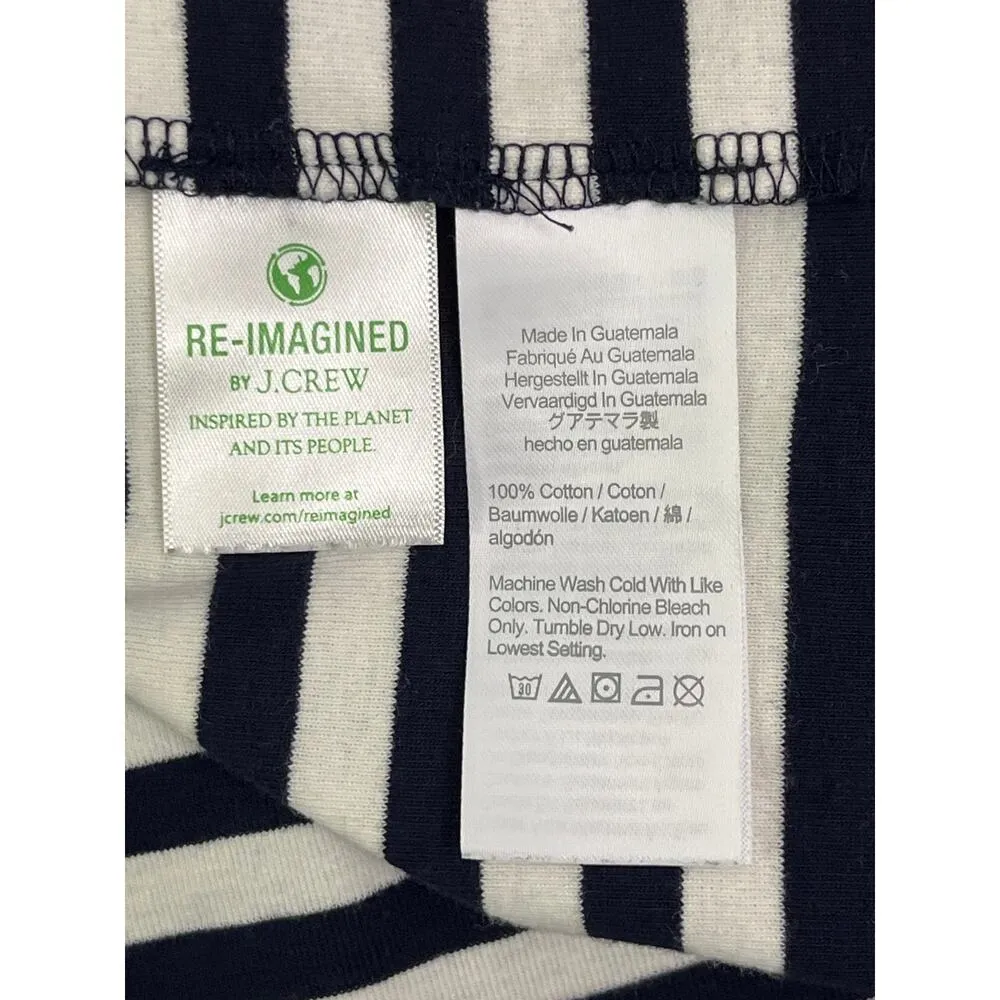 RE-IMAGINED
BY J.CREW
INSPIRED BY THE PLANET
AND ITS PEOPLE.
Learn more at
jcrew.com/reimagined
Made In Guatemala
Fabriqué Au Guatemala
Hergestellt In Guatemala
Vervaardigd In Guatemala
グアテマラ製
hecho en guatemala
100% Cotton / Coton /
Baumwolle / Katoen / 綿 /
algodón
Machine Wash Cold With Like
Colors. Non-Chlorine Bleach
Only. Tumble Dry Low. Iron on
Lowest Setting.
30